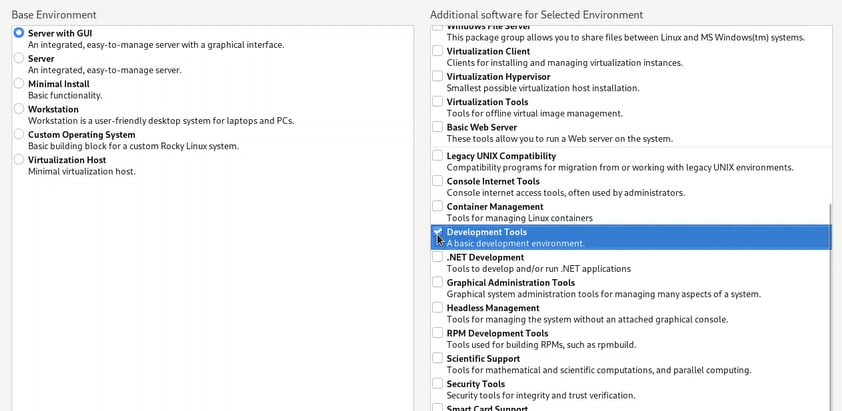 Base Environment
Server with GUI
An integrated, easy-to-manage server with a graphical interface.
Server
An integrated, easy-to-manage server.
Minimal Install
Basic functionality.
Workstation
Workstation is a user-friendly desktop system for laptops and PCs.
Custom Operating System
Basic building block for a custom Rocky Linux system.
Virtualization Host
Minimal virtualization host.
Additional software for Selected Environment
Windows File Server
This package group allows you to share files between Linux and MS Windows(tm) systems.
Virtualization Client
Clients for installing and managing virtualization instances.
Virtualization Hypervisor
Smallest possible virtualization host installation.
Virtualization Tools
Tools for offline virtual image management.
Basic Web Server
These tools allow you to run a Web server on the system.
Legacy UNIX Compatibility
Compatibility programs for migration from or working with legacy UNIX environments.
Console Internet Tools
Console internet access tools, often used by administrators.
Container Management
Tools for managing Linux containers
Development Tools
A basic development environment.
.NET Development
Tools to develop and/or run .NET applications
Graphical Administration Tools
Graphical system administration tools for managing many aspects of a system.
Headless Management
Tools for managing the system without an attached graphical console.
RPM Development Tools
Tools used for building RPMs, such as rpmbuild.
Scientific Support
Tools for mathematical and scientific computations, and parallel computing.
Security Tools
Security tools for integrity and trust verification.
Smart Card Support